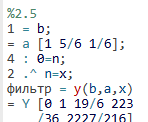 %2.5
1 = b;
= a [1 5/6 1/6];
4 : 0=n;
2 .^ n=x;
фильтр = y(b,a,x)
= Y [0 1 19/6 223
/36 2227/216]